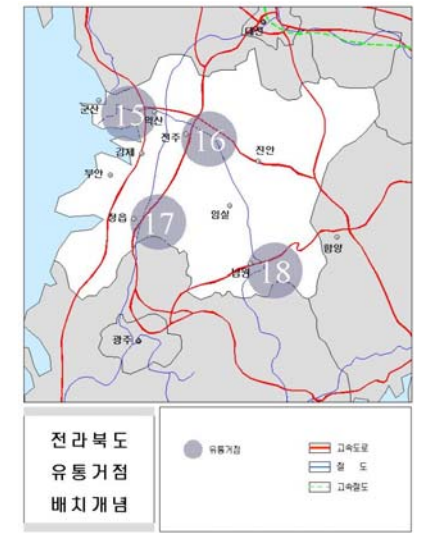 대전
군산
15
익산
전주
16
김제
진안
부안
정읍
17
임실
함양
남원
18
광주
전라북도
유통거점
배치개념
유통거점
고속도로
철 도
고속철도